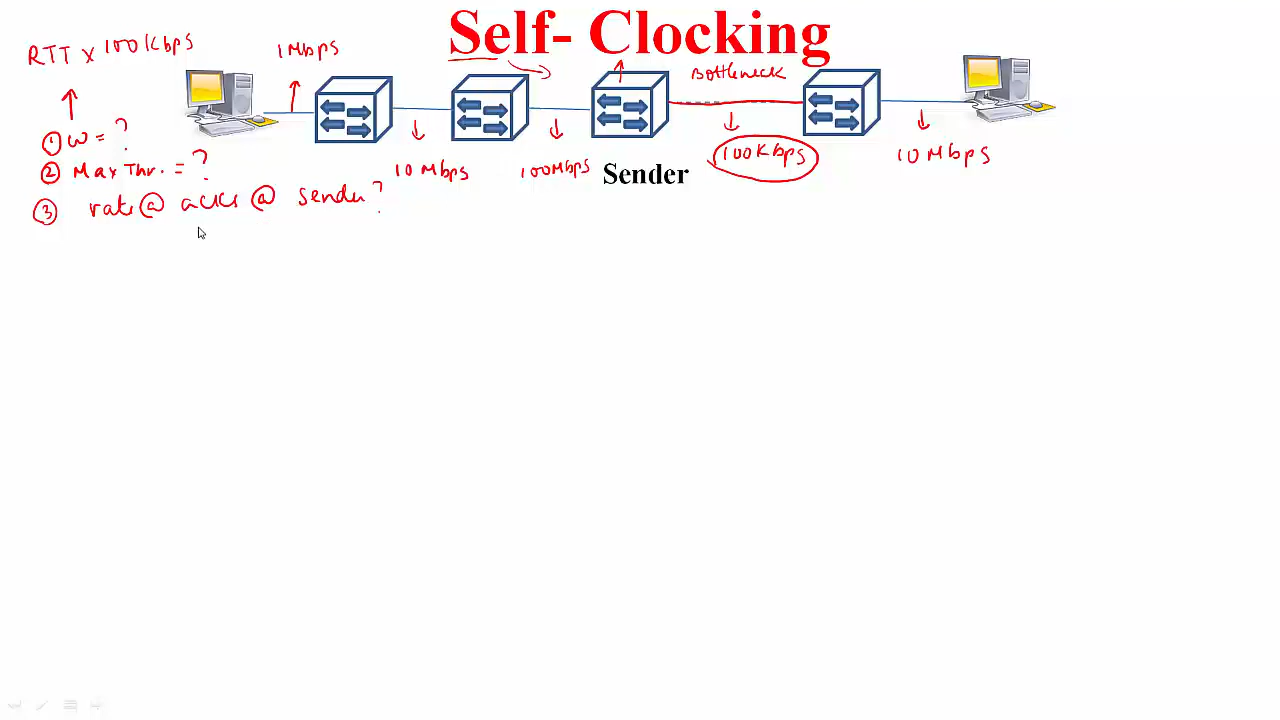 Self- Clocking
RTT x 100Kbps
1Mbps
Bottleneck
① W = ?
② Max Thr. = ?
10 Mbps
100Mbps
Sender
100Kbps
10 Mbps
③ rate @ acks @ sender ?